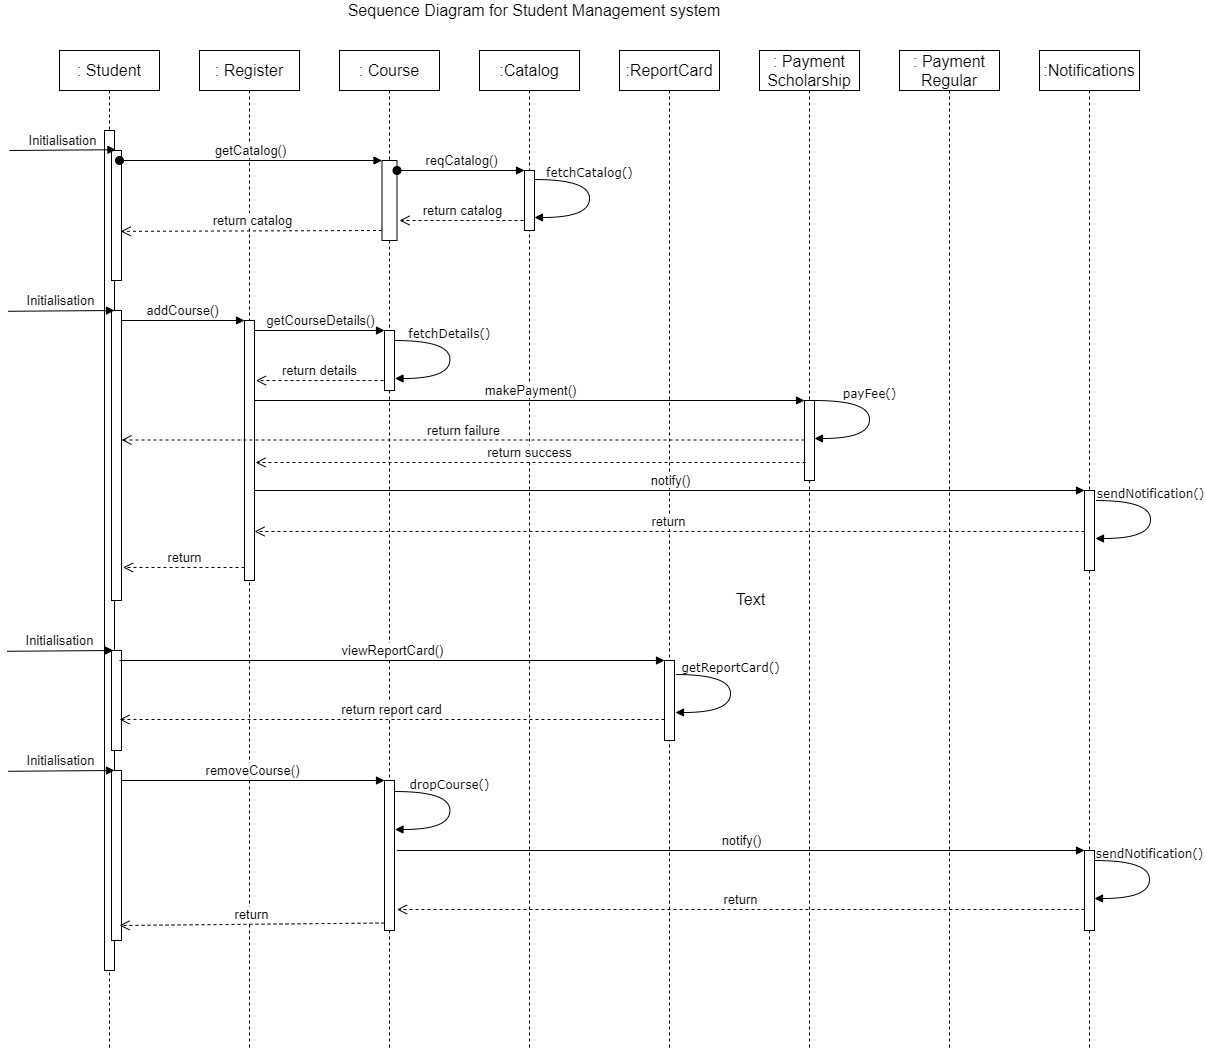 Sequence Diagram for Student Management system
: Student
: Register
: Course
:Catalog
:ReportCard
: Payment
Scholarship
: Payment
Regular
:Notifications
Initialisation
getCatalog()
reqCatalog()
fetchCatalog()
return catalog
return catalog
Initialisation
addCourse()
getCourseDetails()
fetchDetails()
return details
makePayment()
payFee()
return failure
return success
notify()
sendNotification()
return
return
Text
Initialisation
viewReportCard()
getReportCard()
return report card
Initialisation
removeCourse()
dropCourse()
notify()
sendNotification()
return
return